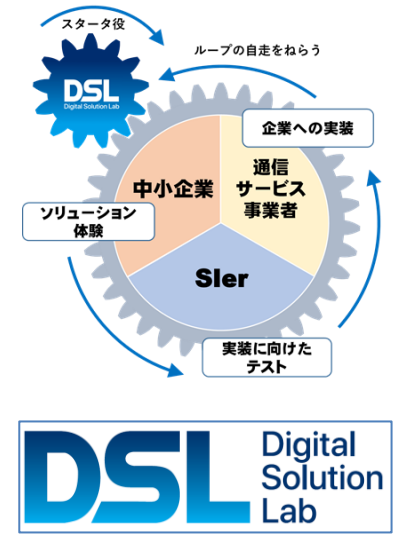 スタータ役
ループの自走をねらう
DSL
Digital Solution Lab
企業への実装
中小企業
通信
サービス
事業者
ソリューション
体験
SIer
実装に向けた
テスト
DSL
Digital
Solution
Lab